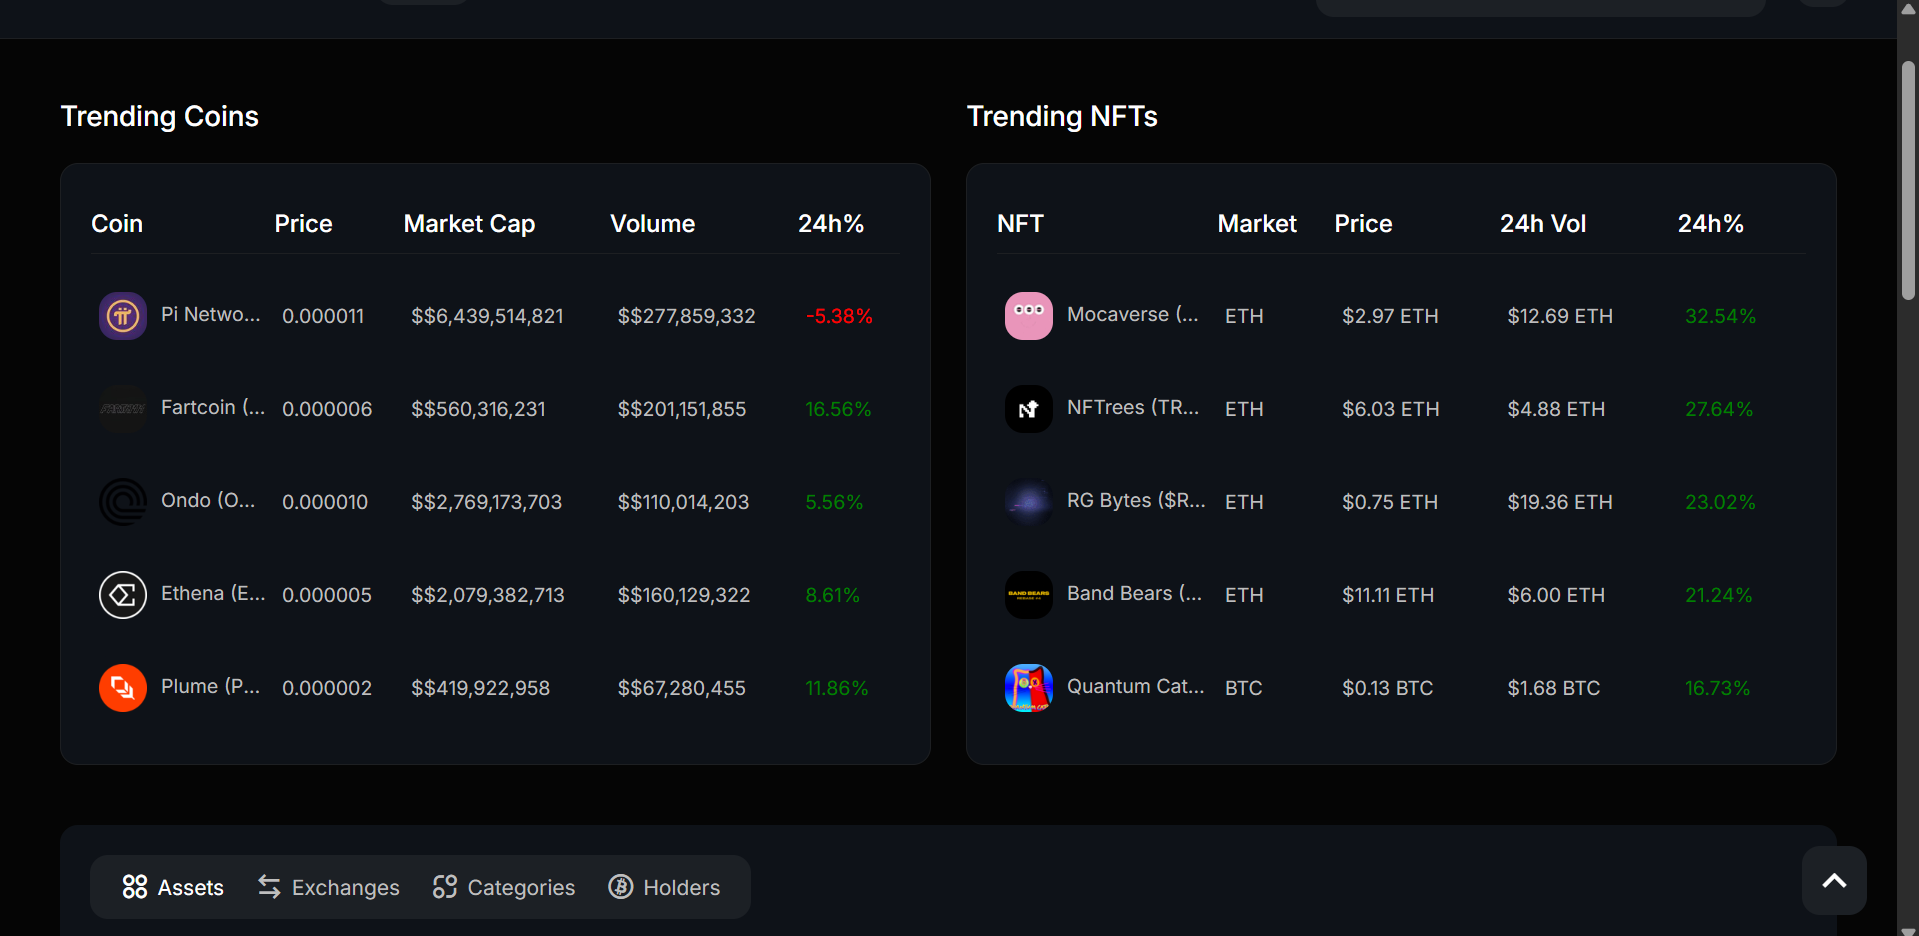 Trending Coins
Trending NFTs
Coin Price Market Cap Volume 24h%
Pi Netwo... 0.000011 $$6,439,514,821 $$277,859,332 -5.38%
Fartcoin (... 0.000006 $$560,316,231 $$201,151,855 16.56%
Ondo (O... 0.000010 $$2,769,173,703 $$110,014,203 5.56%
Ethena (E... 0.000005 $$2,079,382,713 $$160,129,322 8.61%
Plume (P... 0.000002 $$419,922,958 $$67,280,455 11.86%
NFT Market Price 24h Vol 24h%
Mocaverse (... ETH $2.97 ETH $12.69 ETH 32.54%
NFTrees (TR... ETH $6.03 ETH $4.88 ETH 27.64%
RG Bytes ($R... ETH $0.75 ETH $19.36 ETH 23.02%
BAND BEARS
Band Bears (... ETH $11.11 ETH $6.00 ETH 21.24%
Quantum Cat... BTC $0.13 BTC $1.68 BTC 16.73%
Assets Exchanges Categories Holders